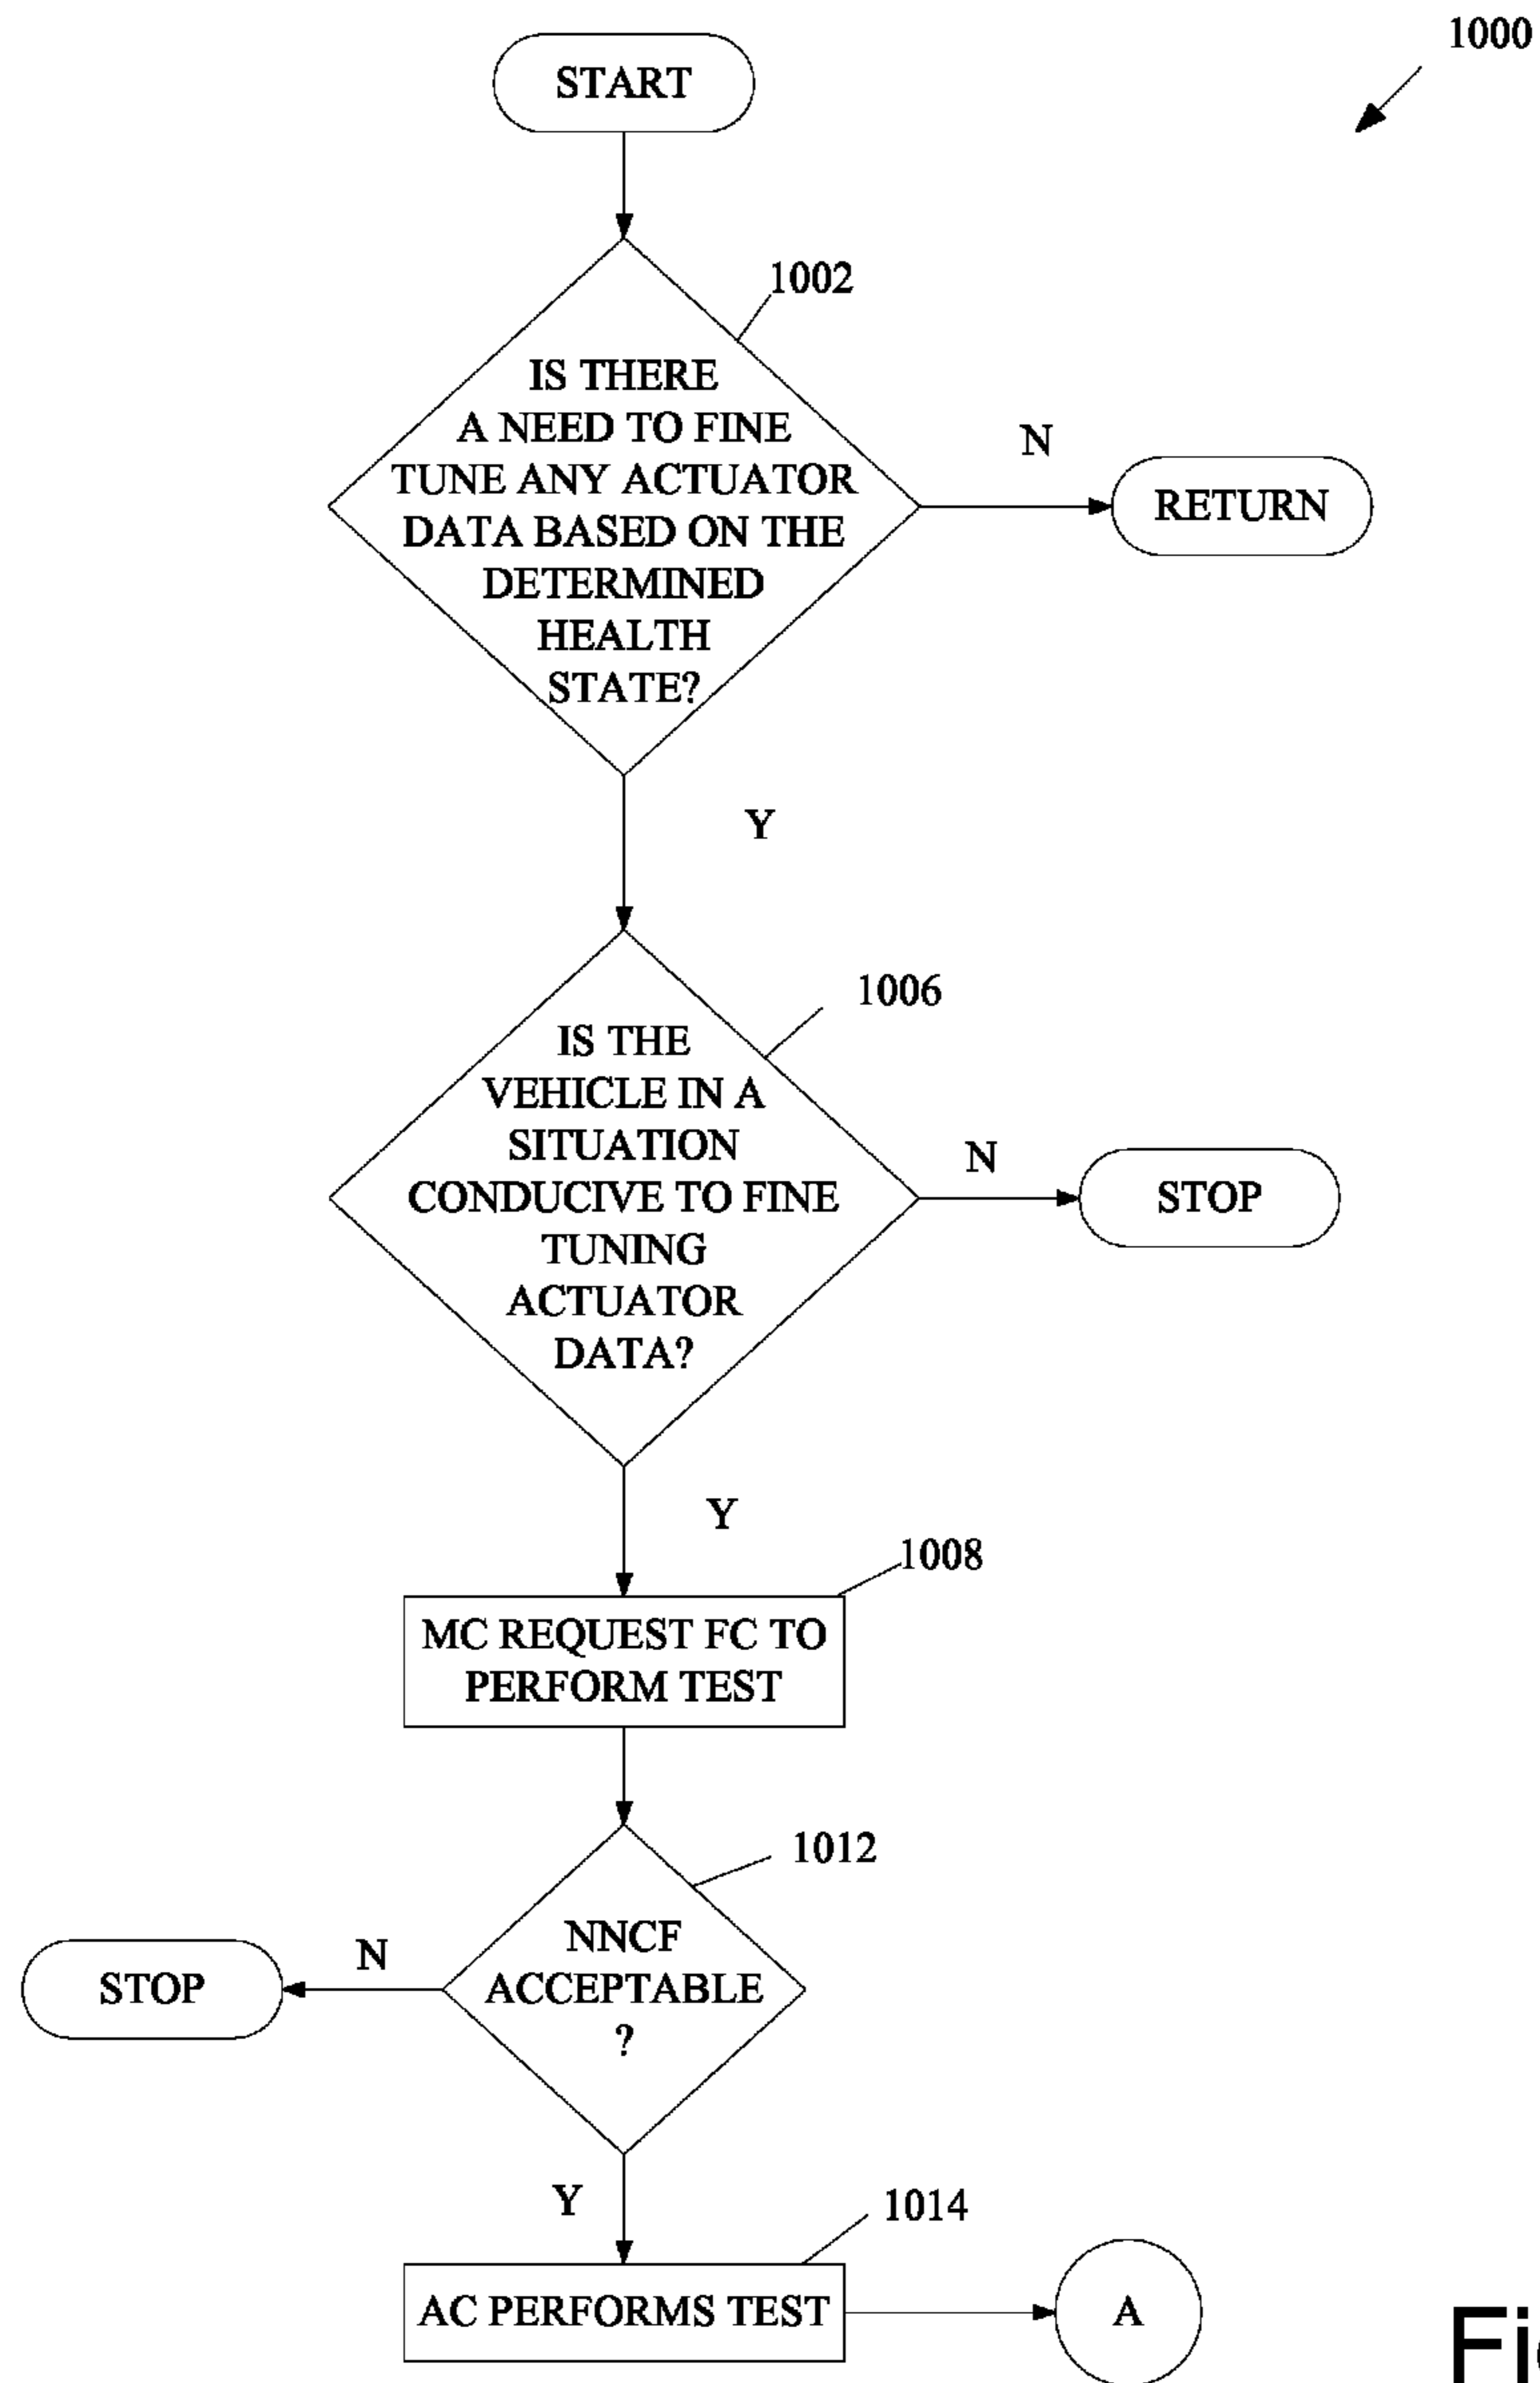 1000
START
1002
IS THERE
A NEED TO FINE
TUNE ANY ACTUATOR
DATA BASED ON THE
DETERMINED
HEALTH
STATE?
N
RETURN
Y
1006
IS THE
VEHICLE IN A
SITUATION
CONDUCIVE TO FINE
TUNING
ACTUATOR
DATA?
N
STOP
Y
1008
MC REQUEST FC TO
PERFORM TEST
1012
NNCF
ACCEPTABLE
?
N
STOP
Y
1014
AC PERFORMS TEST
A